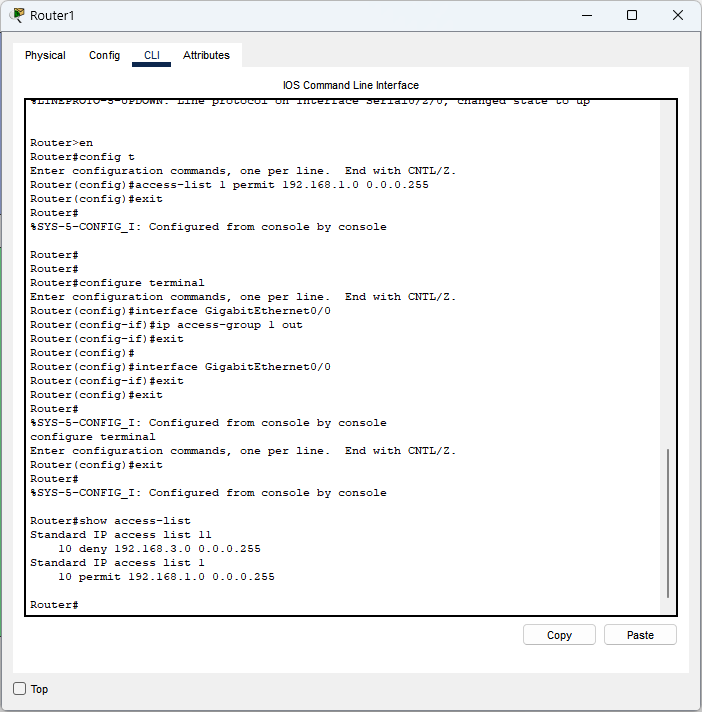 Router1
Physical Config CLI Attributes
IOS Command Line Interface
%LINEPROTO-5-UPDOWN: Line protocol on Interface Serial0/2/0, changed state to up
Router>en
Router#config t
Enter configuration commands, one per line.  End with CNTL/Z.
Router(config)#access-list 1 permit 192.168.1.0 0.0.0.255
Router(config)#exit
Router#
%SYS-5-CONFIG_I: Configured from console by console
Router#
Router#
Router#configure terminal
Enter configuration commands, one per line.  End with CNTL/Z.
Router(config)#interface GigabitEthernet0/0
Router(config-if)#ip access-group 1 out
Router(config-if)#exit
Router(config)#
Router(config)#interface GigabitEthernet0/0
Router(config-if)#exit
Router(config)#exit
Router#
%SYS-5-CONFIG_I: Configured from console by console
configure terminal
Enter configuration commands, one per line.  End with CNTL/Z.
Router(config)#exit
Router#
%SYS-5-CONFIG_I: Configured from console by console
Router#show access-list
Standard IP access list 11
    10 deny 192.168.3.0 0.0.0.255
Standard IP access list 1
    10 permit 192.168.1.0 0.0.0.255
Router#
Copy Paste
Top